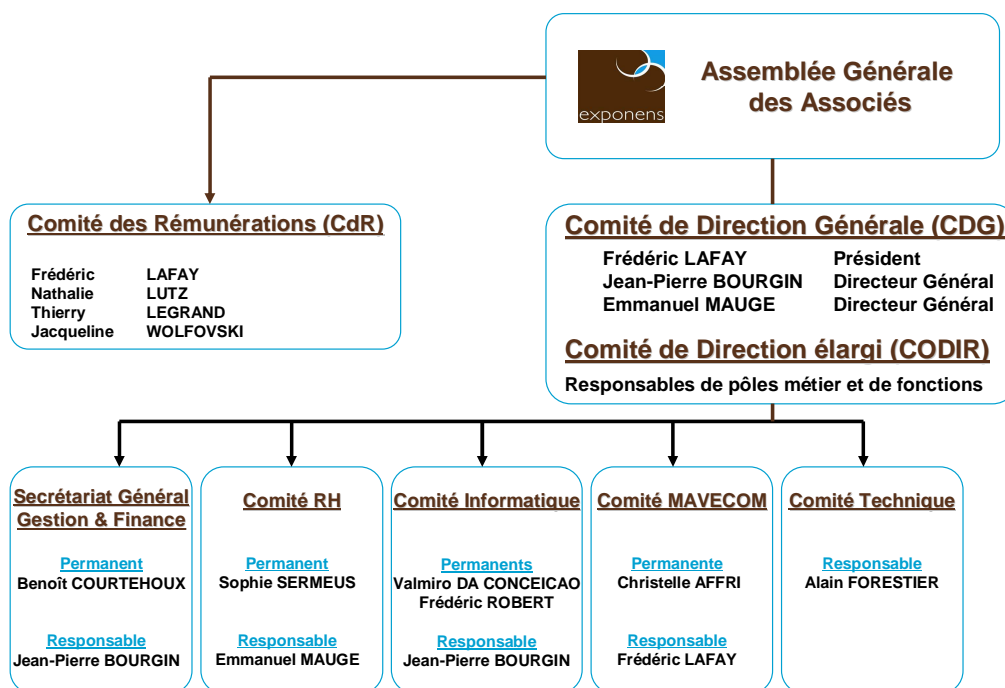 exponens
Assemblée Générale
des Associés
Comité des Rémunérations (CdR)
Frédéric LAFAY
Nathalie LUTZ
Thierry LEGRAND
Jacqueline WOLFOVSKI
Comité de Direction Générale (CDG)
Frédéric LAFAY Président
Jean-Pierre BOURGIN Directeur Général
Emmanuel MAUGE Directeur Général
Comité de Direction élargi (CODIR)
Responsables de pôles métier et de fonctions
Secrétariat Général
Gestion & Finance
Permanent
Benoît COURTEHOUX
Responsable
Jean-Pierre BOURGIN
Comité RH
Permanent
Sophie SERMEUS
Responsable
Emmanuel MAUGE
Comité Informatique
Permanents
Valmiro DA CONCEICAO
Frédéric ROBERT
Responsable
Jean-Pierre BOURGIN
Comité MAVECOM
Permanente
Christelle AFFRI
Responsable
Frédéric LAFAY
Comité Technique
Responsable
Alain FORESTIER